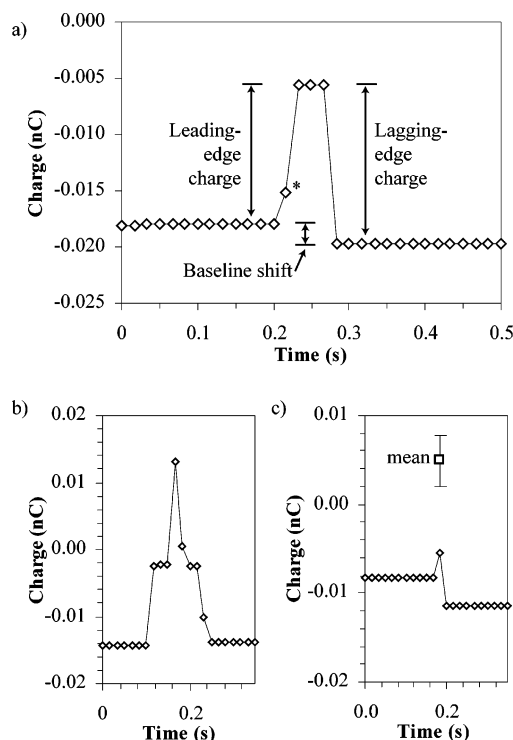 a)
0.000
-0.005
-0.010
-0.015
-0.020
-0.025
Charge (nC)
Leading-
edge
charge
*
Lagging-
edge
charge
Baseline shift
0
0.1
0.2
0.3
0.4
0.5
Time (s)
b)
0.02
0.01
0.00
-0.01
-0.02
Charge (nC)
0
0.2
Time (s)
c)
0.01
0.00
-0.01
-0.02
Charge (nC)
mean
0.0
0.2
Time (s)